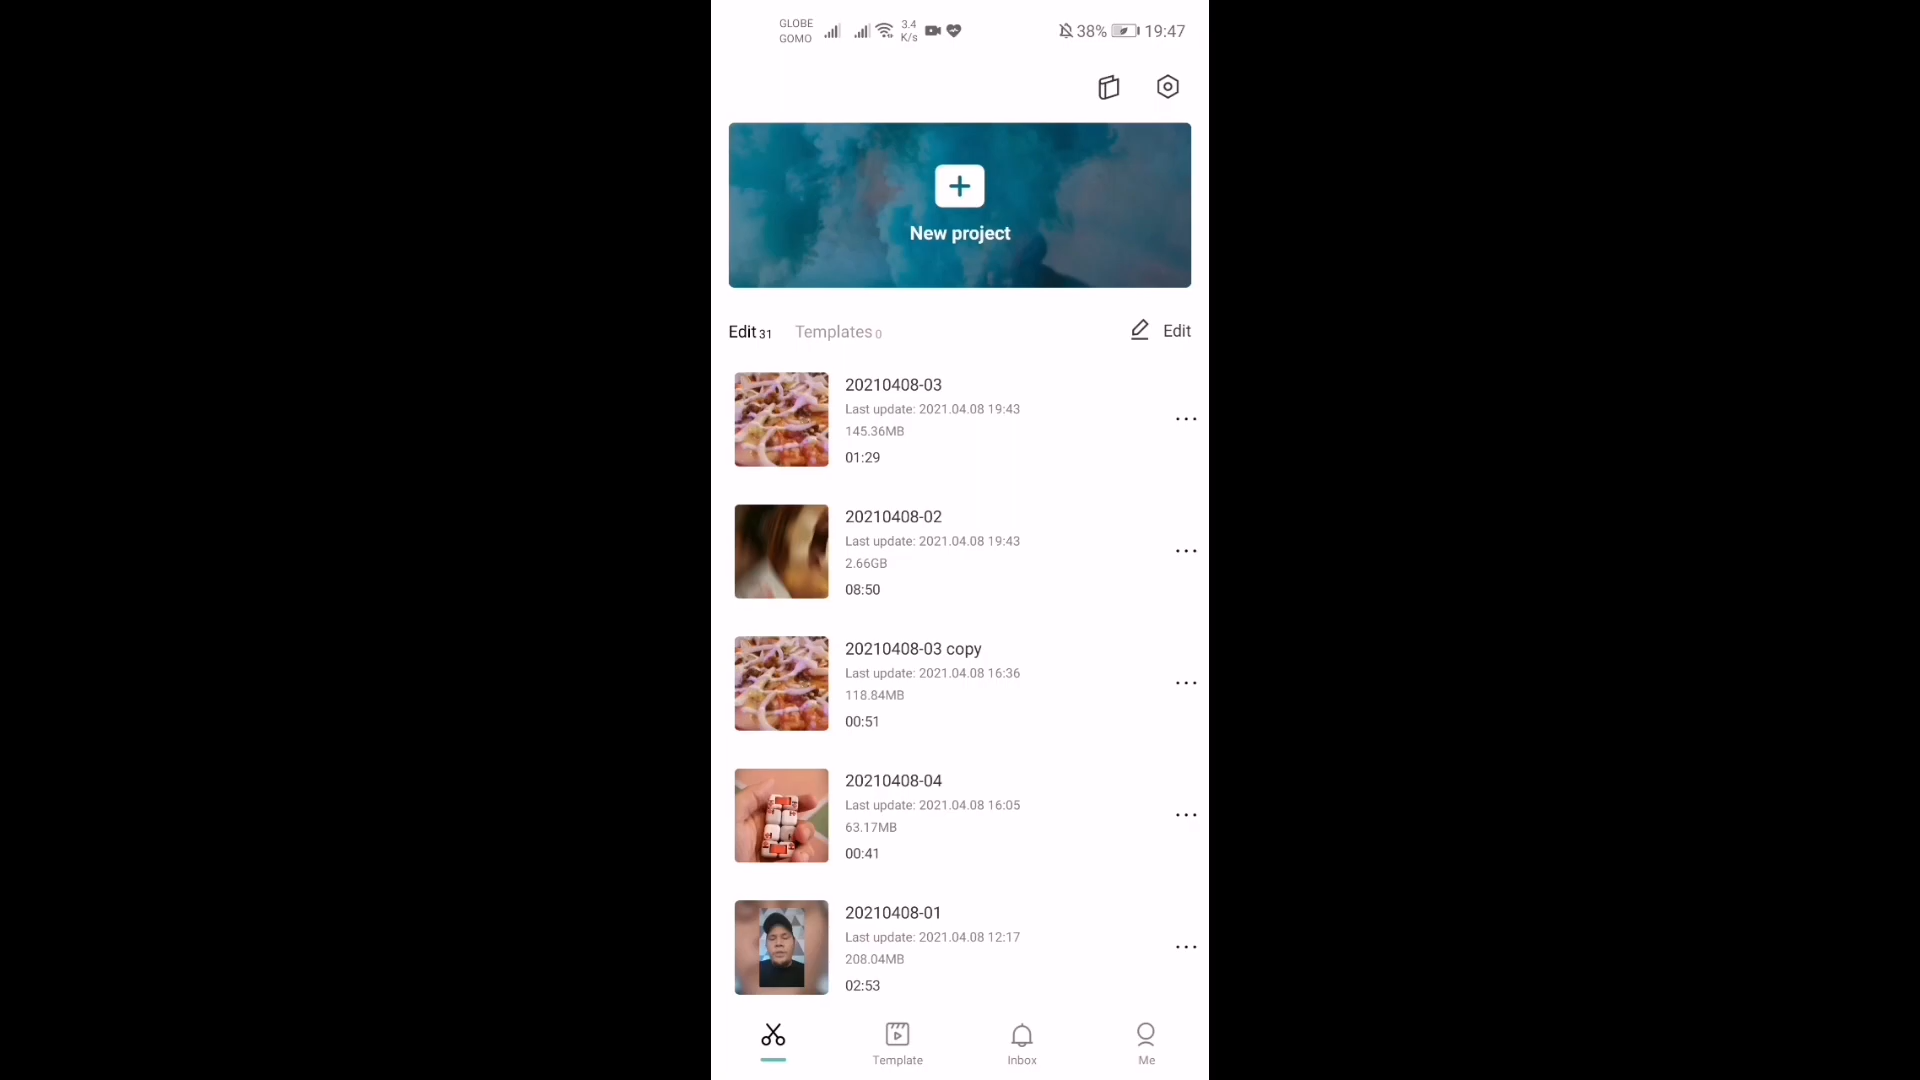 GLOBE
GOMO
3.4
K/s
38%
19:47
New project
Edit 31
Templates 0
Edit
20210408-03
Last update: 2021.04.08 19:43
145.36MB
01:29
20210408-02
Last update: 2021.04.08 19:43
2.66GB
08:50
20210408-03 copy
Last update: 2021.04.08 16:36
118.84MB
00:51
20210408-04
Last update: 2021.04.08 16:05
63.17MB
00:41
20210408-01
Last update: 2021.04.08 12:17
208.04MB
02:53
Template
Inbox
Me